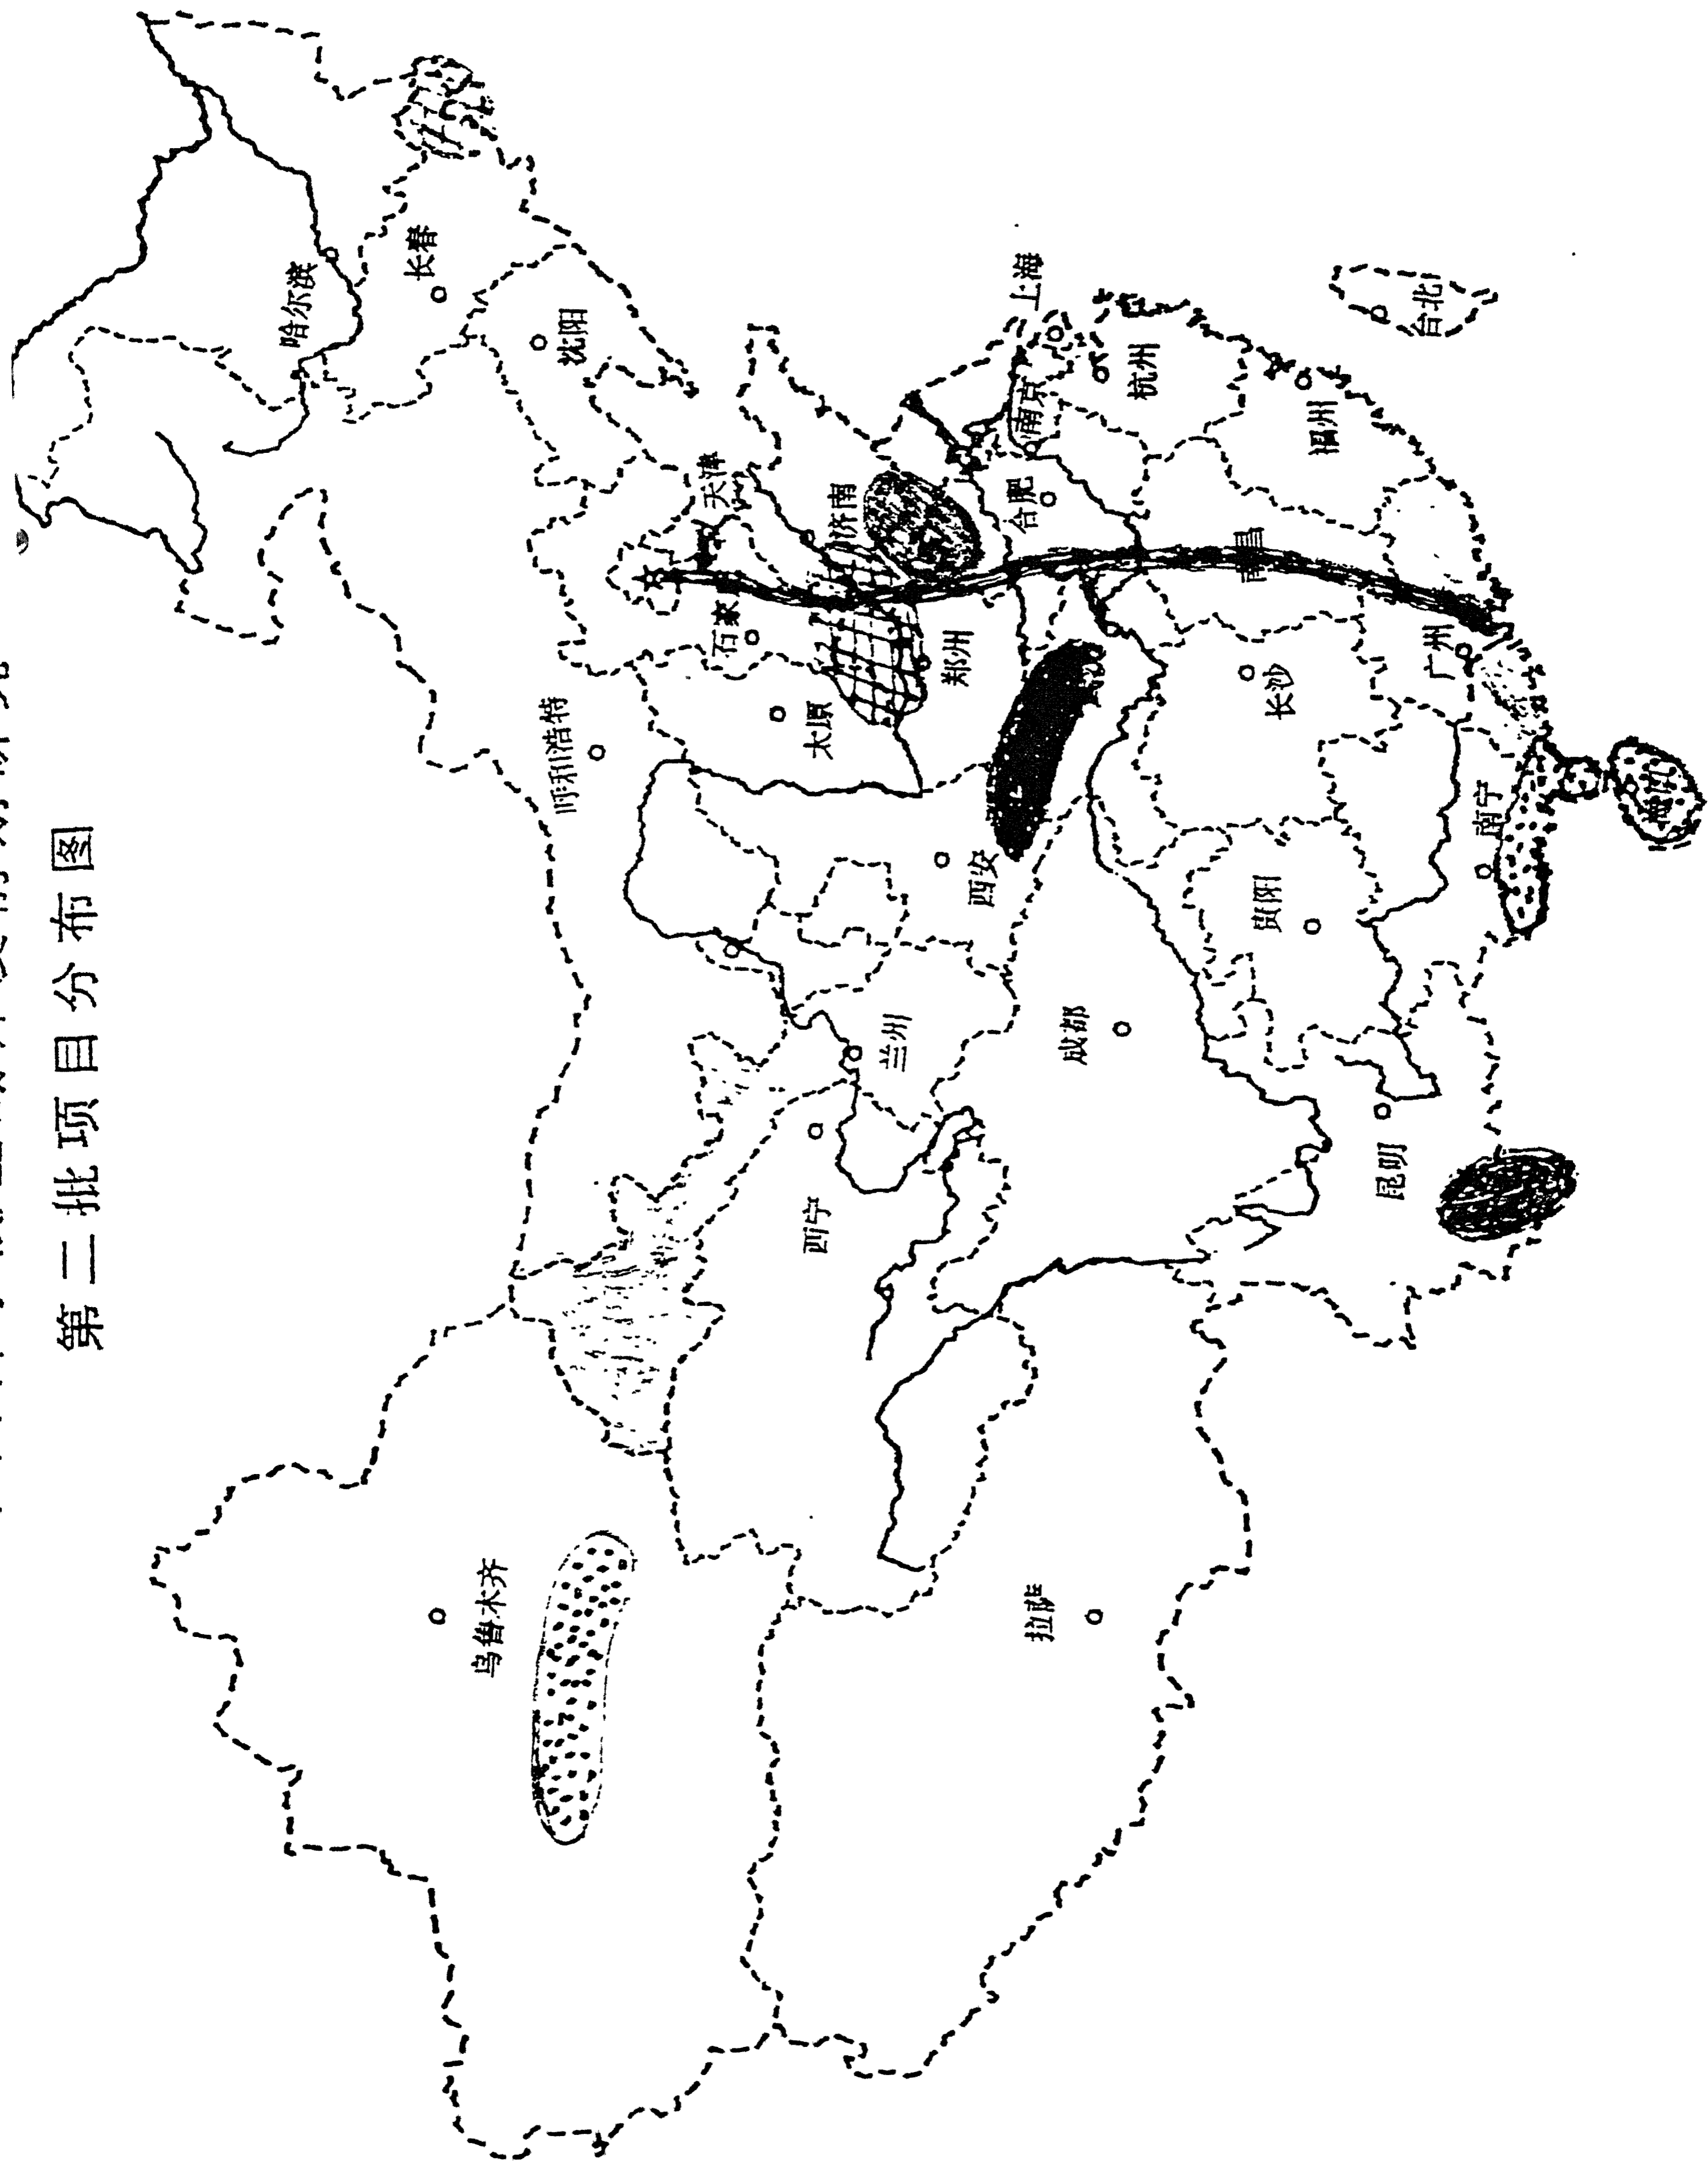 第二批项目分布图
哈尔滨
长春
沈阳
呼和浩特
乌鲁木齐
天津
石家
济南
太原
郑州
西安
兰州
西宁
上海
南京
合肥
杭州
成都
拉萨
南昌
长沙
贵阳
福州
台北
广州
南宁
昆明
海口